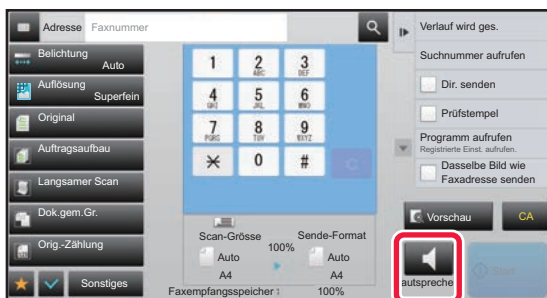 Adresse Faxnummer
Belichtung
Auto
Auflösung
Superfein
Original
Auftragsaufbau
Langsamer Scan
Dok.gem.Gr.
Orig.-Zählung
Sonstiges
1 2 3
ABC DEF
4 5 6
GHI JKL MNO
7 8 9
PQRS TUV WXYZ
0 #
C
Scan-Grösse
100%
Sende-Format
Auto
A4
Auto
A4
Faxempfangsspeicher : 100%
Verlauf wird ges.
Suchnummer aufrufen
Dir. senden
Prüfstempel
Programm aufrufen
Registrierte Einst. aufrufen.
Dasselbe Bild wie
Faxadresse senden
Vorschau
CA
autspreche
Start